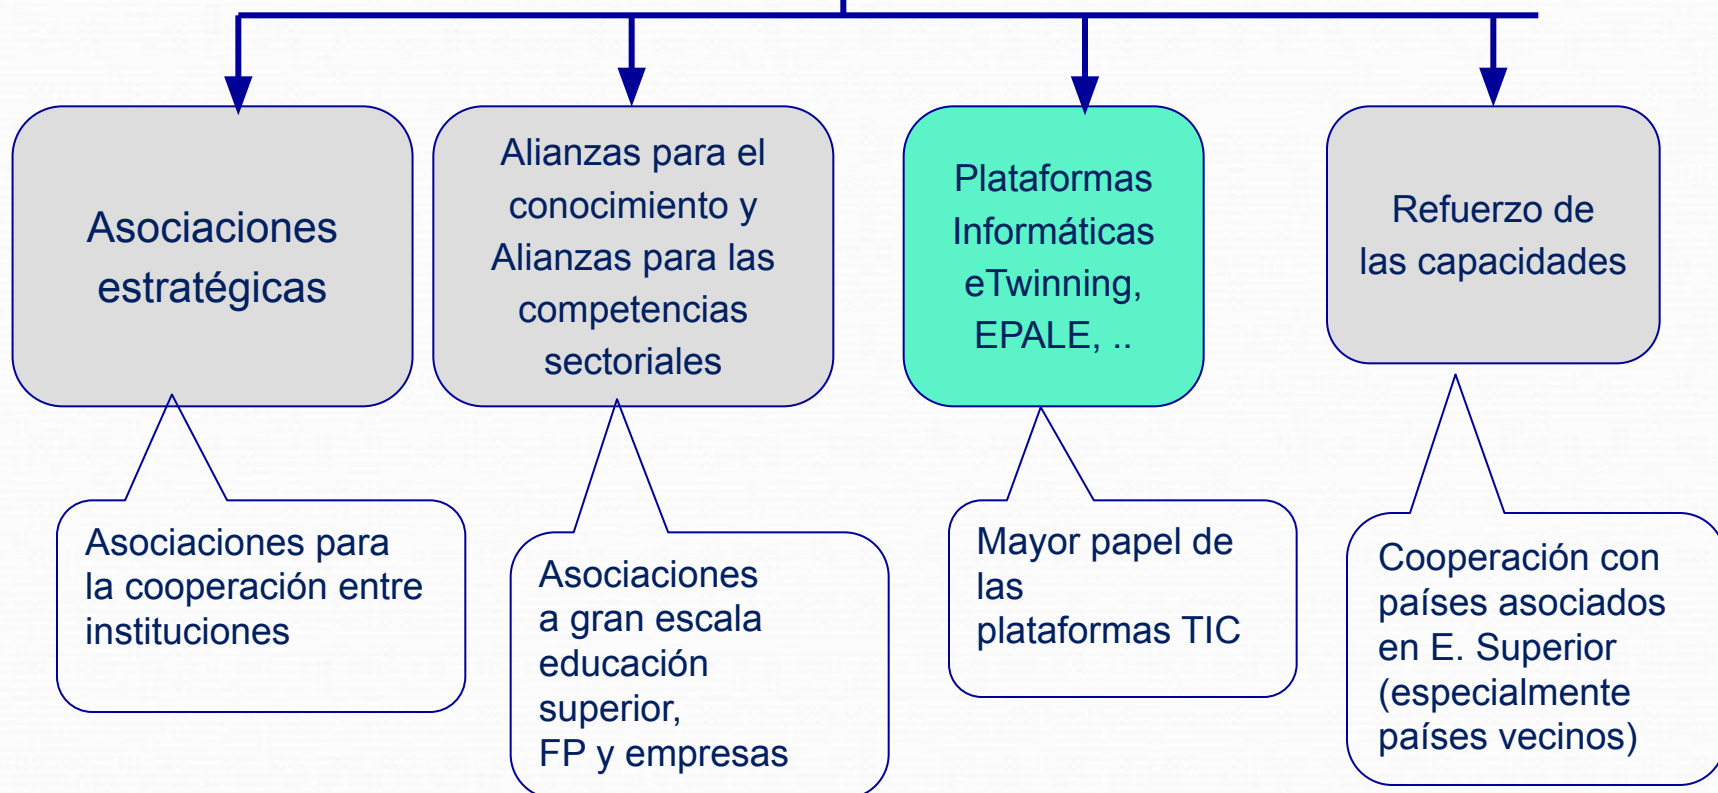 Asociaciones
estratégicas
Alianzas para el
conocimiento y
Alianzas para las
competencias
sectoriales
Plataformas
Informáticas
eTwinning,
EPALE, ..
Refuerzo de
las capacidades
Asociaciones para
la cooperación entre
instituciones
Asociaciones
a gran escala
educación
superior,
FP y empresas
Mayor papel de
las
plataformas TIC
Cooperación con
países asociados
en E. Superior
(especialmente
países vecinos)